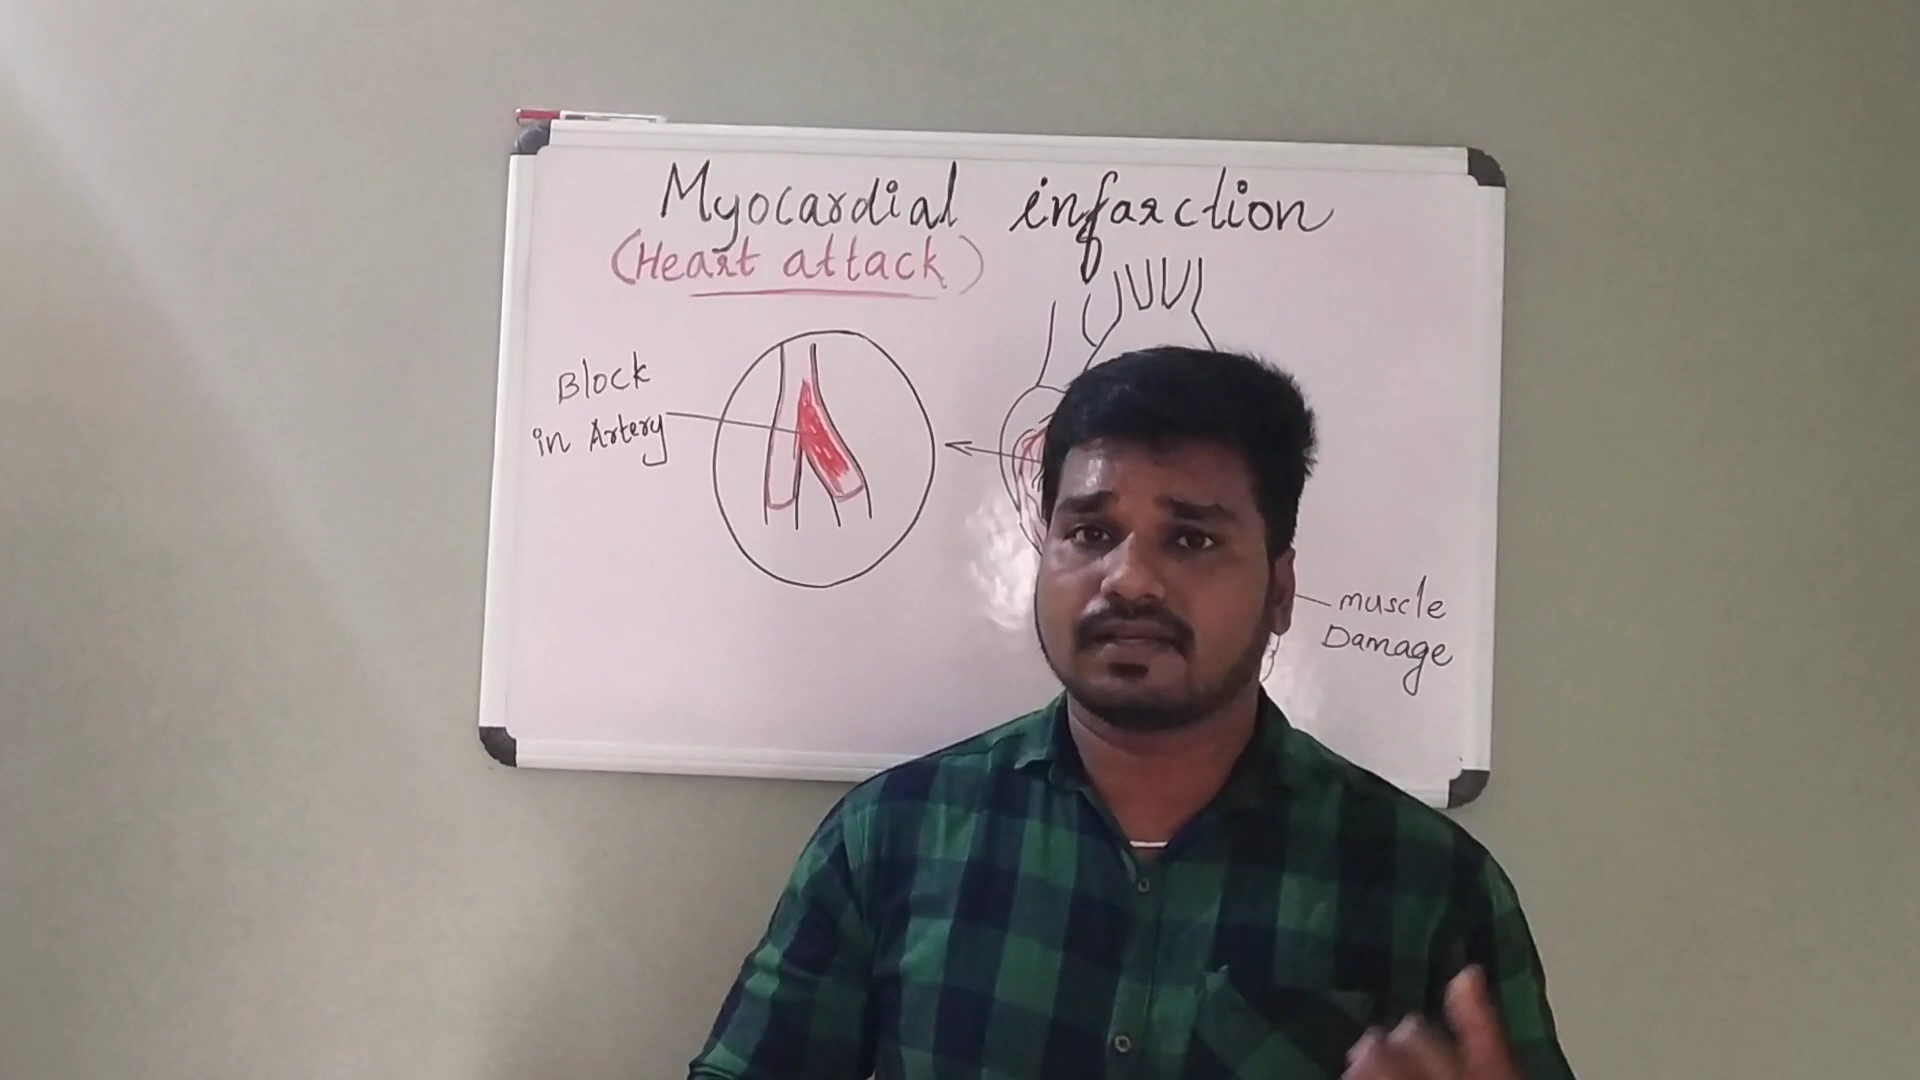 Myocardial infarction
(Heart attack)
Block
in Artery
muscle
Damage